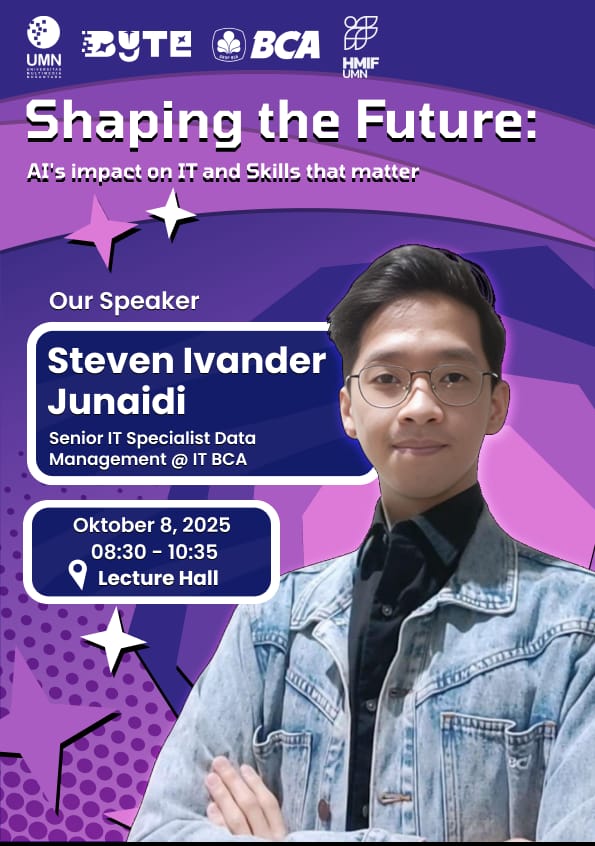 UMN
UNIVERSITAS
MULTIMEDIA
NUSANTARA
BYTE
BCA
HMIF
UMN
Shaping the Future:
AI's impact on IT and Skills that matter
Our Speaker
Steven Ivander
Junaidi
Senior IT Specialist Data
Management @ IT BCA
Oktober 8, 2025
08:30 - 10:35
Lecture Hall